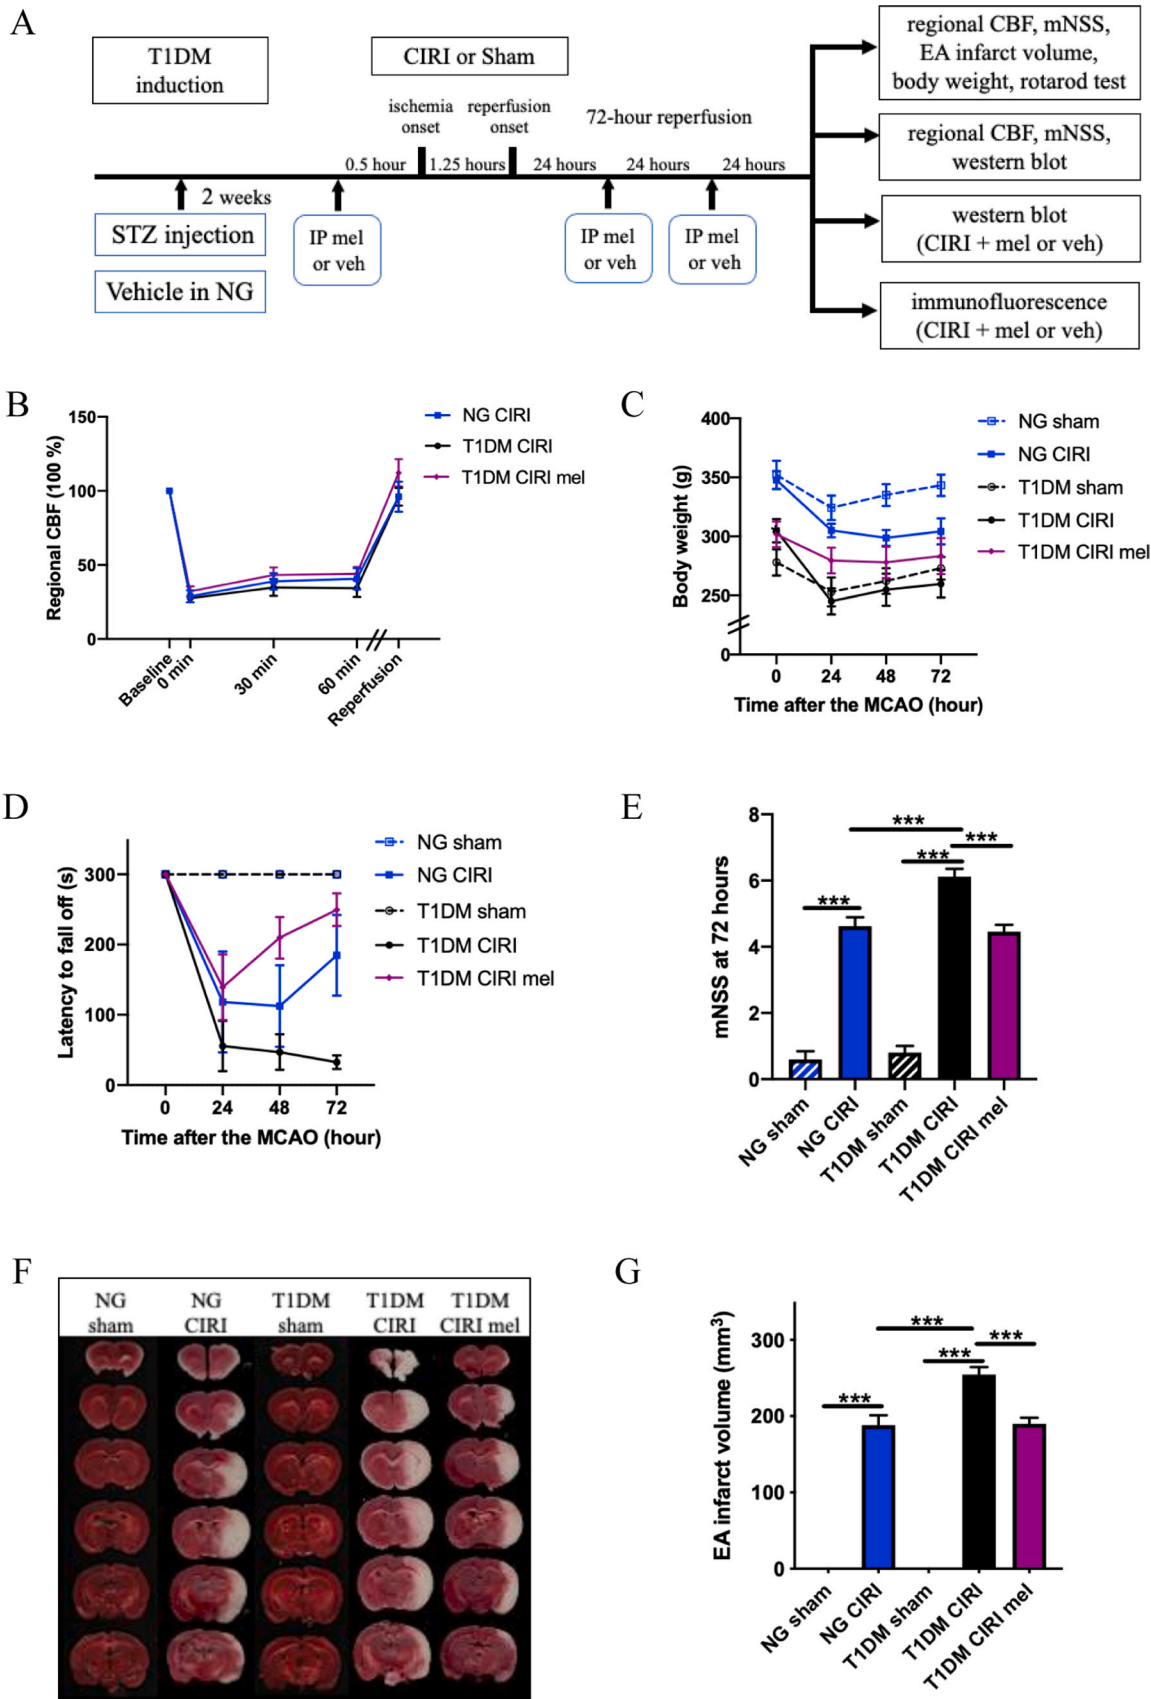 A
T1DM
induction
CIRI or Sham
ischemia
onset
reperfusion
onset
72-hour reperfusion
0.5 hour
1.25 hours
24 hours
24 hours
24 hours
2 weeks
STZ injection
Vehicle in NG
IP mel
or veh
IP mel
or veh
IP mel
or veh
regional CBF, mNSS,
EA infarct volume,
body weight, rotarod test
regional CBF, mNSS,
western blot
western blot
(CIRI + mel or veh)
immunofluorescence
(CIRI + mel or veh)
B
Regional CBF (100 %)
150
100
50
0
Baseline
0 min
30 min
60 min
Reperfusion
NG CIRI
T1DM CIRI
T1DM CIRI mel
C
Body weight (g)
400
350
300
250
0
0
24
48
72
Time after the MCAO (hour)
NG sham
NG CIRI
T1DM sham
T1DM CIRI
T1DM CIRI mel
D
Latency to fall off (s)
300
200
100
0
0
24
48
72
Time after the MCAO (hour)
NG sham
NG CIRI
T1DM sham
T1DM CIRI
T1DM CIRI mel
E
mNSS at 72 hours
8
6
4
2
0
***
***
***
***
NG sham
NG CIRI
T1DM sham
T1DM CIRI
T1DM CIRI mel
F
NG
sham
NG
CIRI
T1DM
sham
T1DM
CIRI
T1DM
CIRI mel
G
EA infarct volume (mm³)
300
200
100
0
***
***
***
***
NG sham
NG CIRI
T1DM sham
T1DM CIRI
T1DM CIRI mel